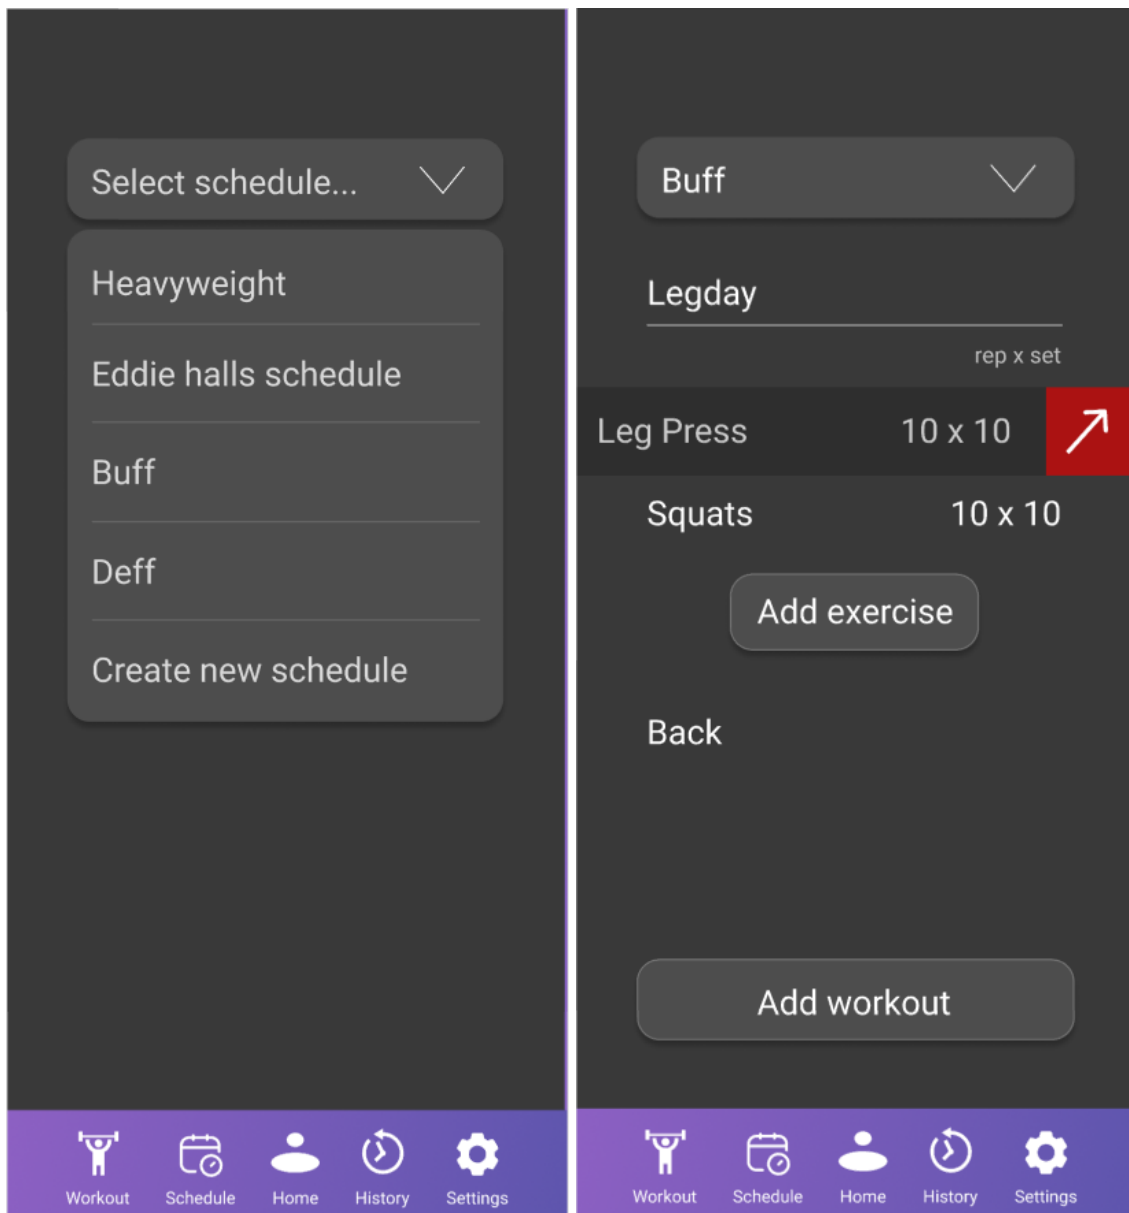 Select schedule...
Heavyweight
Eddie halls schedule
Buff
Deff
Create new schedule
Workout Schedule Home History Settings
Buff
Legday
rep x set
Leg Press 10 x 10
Squats 10 x 10
Add exercise
Back
Add workout
Workout Schedule Home History Settings